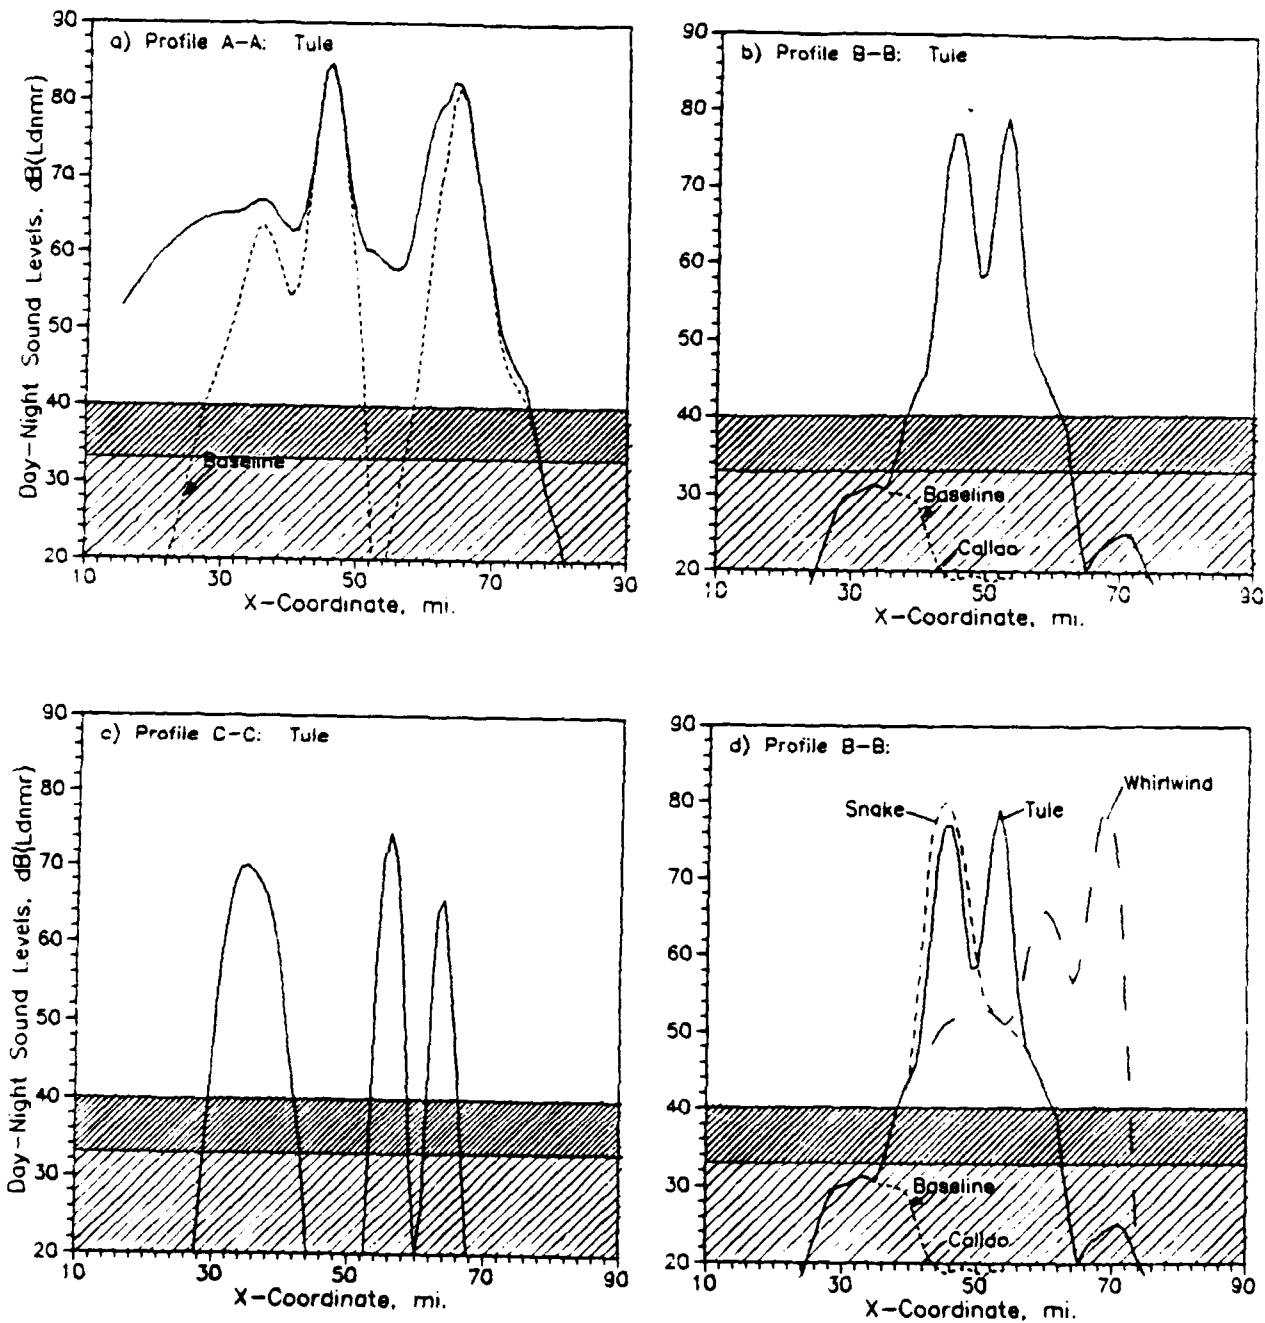 a) Profile A-A: Tule
Day-Night Sound Levels, dB(Ldnmr)
90
80
70
60
50
40
30
20
Baseline
10 30 50 70 90
X-Coordinate, mi.
b) Profile B-B: Tule
90
80
70
60
50
40
30
20
Baseline
Callao
10 30 50 70 90
X-Coordinate, mi.
c) Profile C-C: Tule
Day-Night Sound Levels, dB(Ldnmr)
90
80
70
60
50
40
30
20
10 30 50 70 90
X-Coordinate, mi.
d) Profile B-B:
90
80
70
60
50
40
30
20
Whirlwind
Snake
Tule
Baseline
Callao
10 30 50 70 90
X-Coordinate, mi.